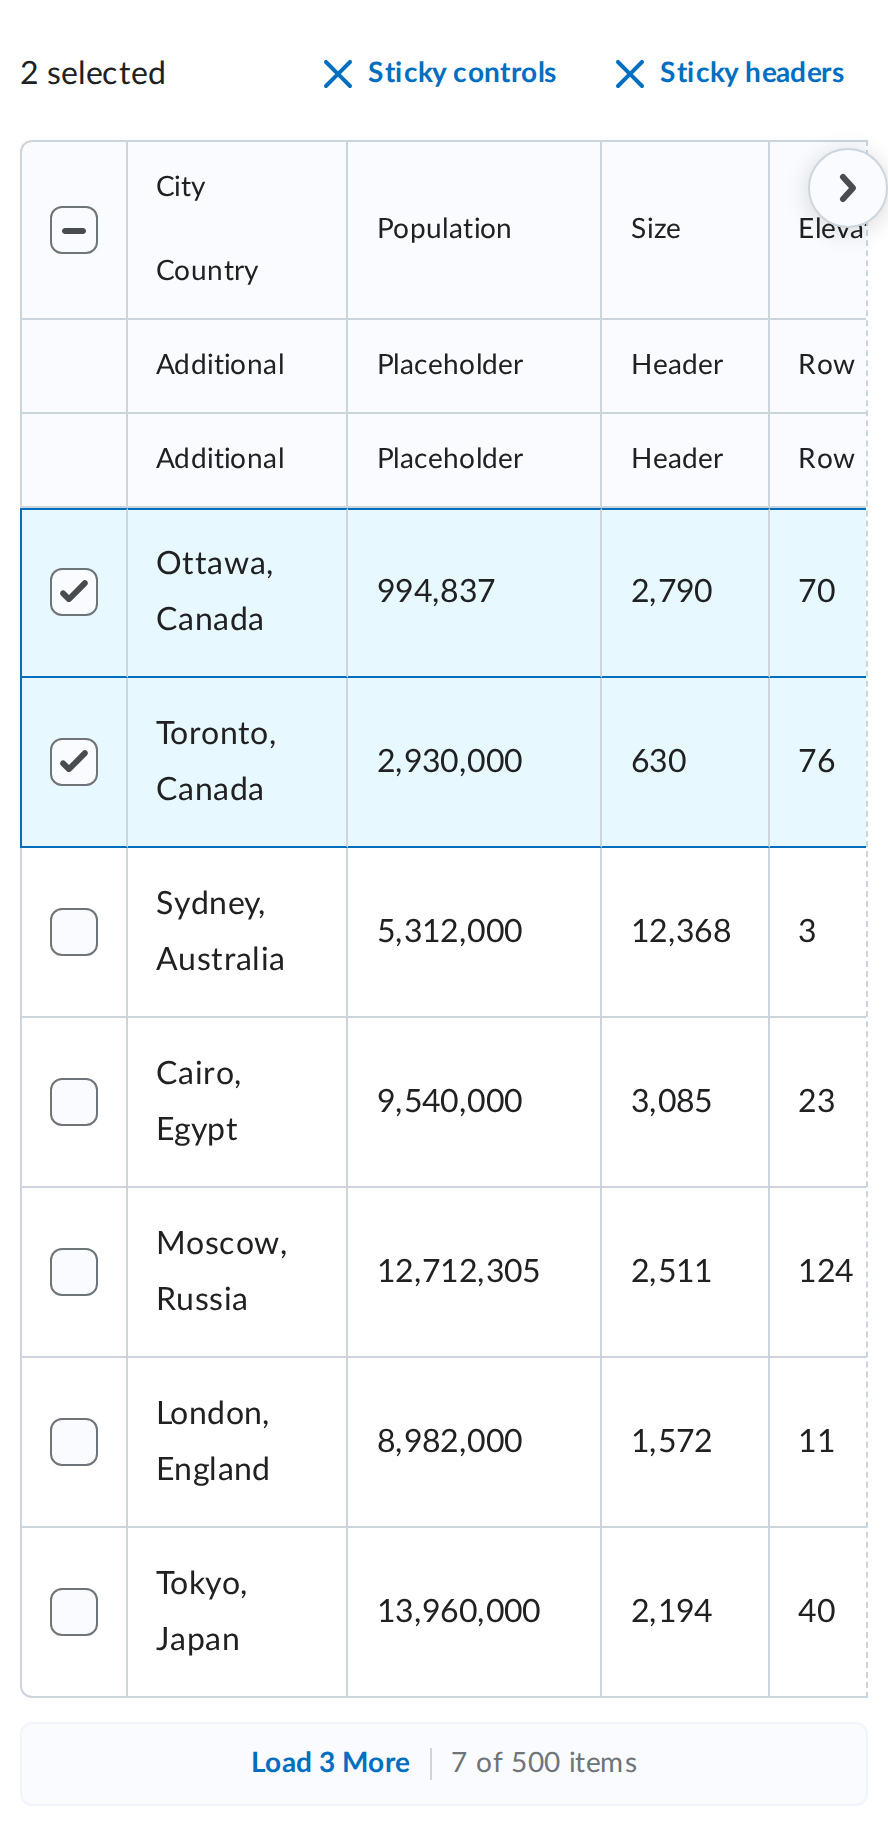 2 selected Sticky controls Sticky headers
City
Country
Population Size
Additional Placeholder Header Row
Additional Placeholder Header Row
Ottawa,
Canada
994,837 2,790 70
Toronto,
Canada
2,930,000 630 76
Sydney,
Australia
5,312,000 12,368 3
Cairo,
Egypt
9,540,000 3,085 23
Moscow,
Russia
12,712,305 2,511 124
London,
England
8,982,000 1,572 11
Tokyo,
Japan
13,960,000 2,194 40
Load 3 More 7 of 500 items